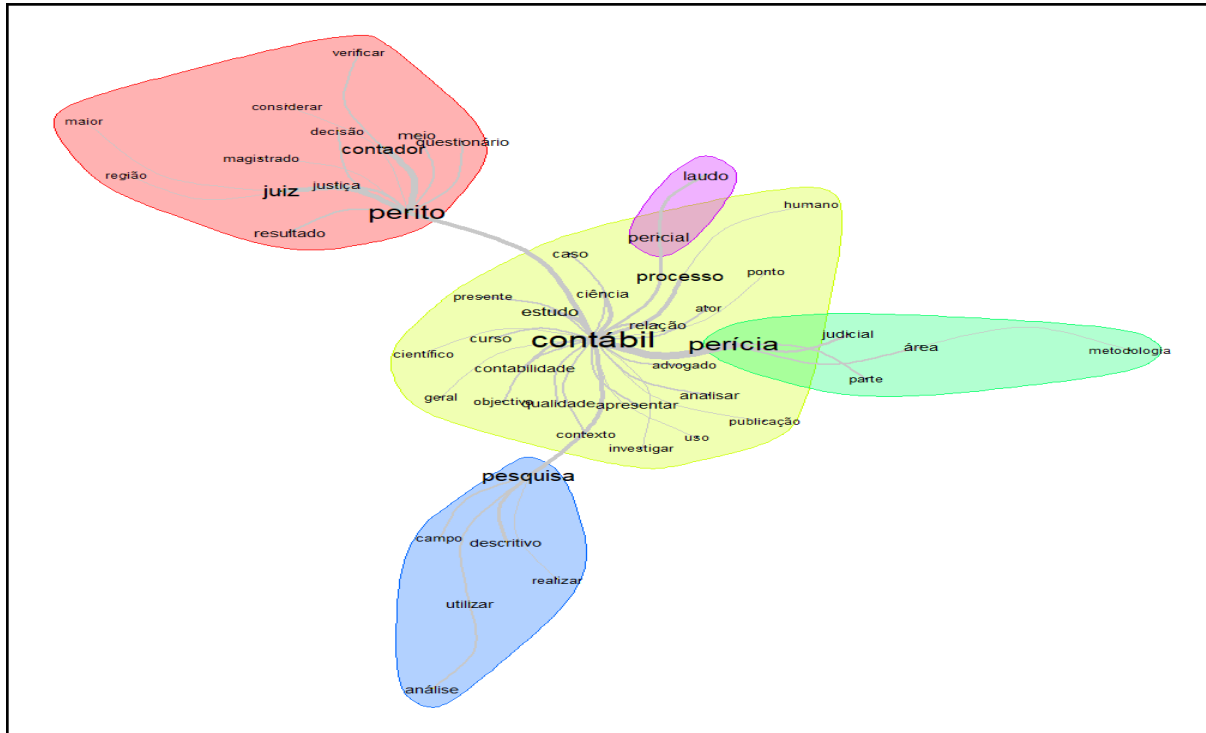 verificar
considerar
maior
decisão
meio
questionário
contador
magistrado
região
juiz
justiça
perito
resultado
laudo
humano
pericial
caso
processo
ponto
ciência
presente
estudo
ator
relação
contábil
perícia
judicial
área
metodologia
curso
científico
contabilidade
advogado
parte
geral
objectivo
qualidade
apresentar
analisar
publicação
contexto
uso
investigar
pesquisa
campo
descritivo
realizar
utilizar
análise